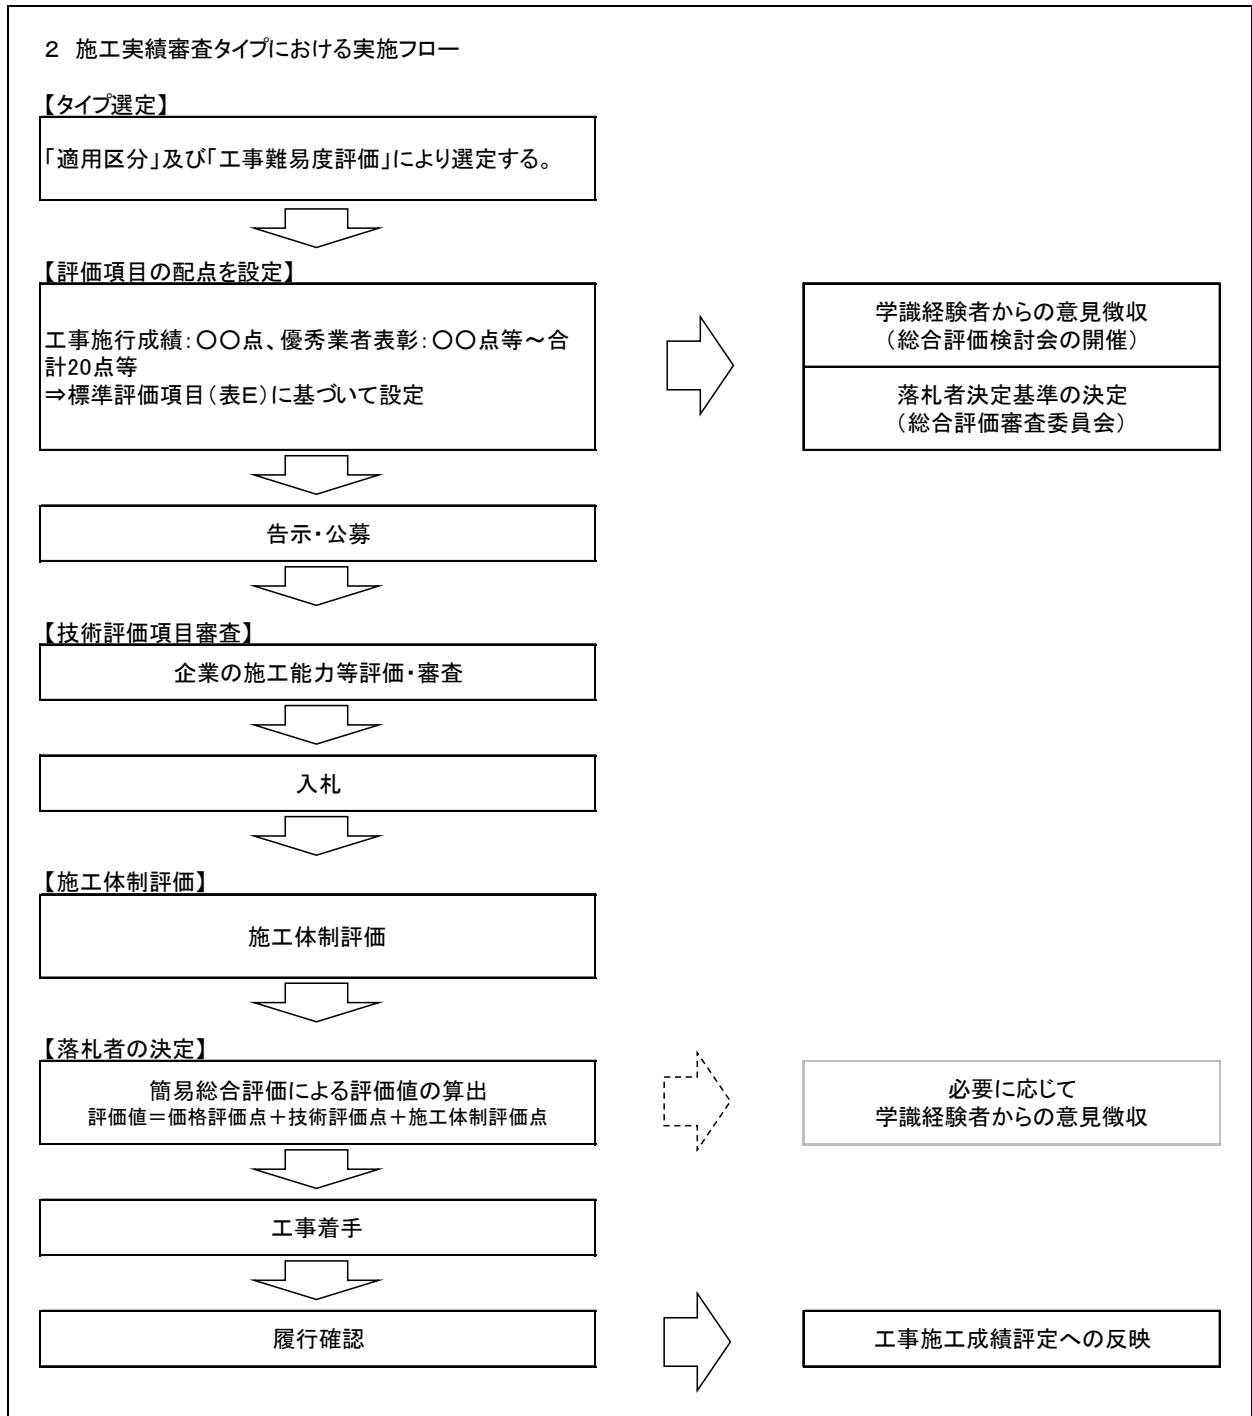 ２ 施工実績審査タイプにおける実施フロー
【タイプ選定】
「適用区分」及び「工事難易度評価」により選定する。
【評価項目の配点を設定】
工事施行成績：〇〇点、優秀業者表彰：〇〇点等～合
計20点等
⇒標準評価項目（表E）に基づいて設定
学識経験者からの意見徴収
（総合評価検討会の開催）
落札者決定基準の決定
（総合評価審査委員会）
告示・公募
【技術評価項目審査】
企業の施工能力等評価・審査
入札
【施工体制評価】
施工体制評価
【落札者の決定】
簡易総合評価による評価値の算出
評価値＝価格評価点＋技術評価点＋施工体制評価点
必要に応じて
学識経験者からの意見徴収
工事着手
履行確認
工事施工成績評定への反映